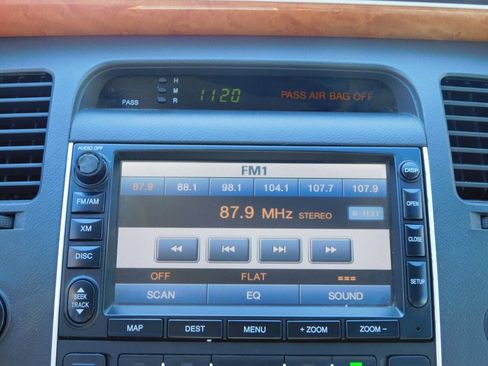 H
M
PASS R 1120 PASS AIR BAG OFF
AUDIO OFF
FM1
DISP
87.9 88.1 98.1 104.1 107.7 107.9
FM/AM
87.9 MHz STEREO R-TEXT
OPEN
XM
CLOSE
DISC
OFF FLAT ===
SEEK
TRACK
SCAN EQ SOUND
SETUP
MAP DEST MENU + ZOOM ZOOM −